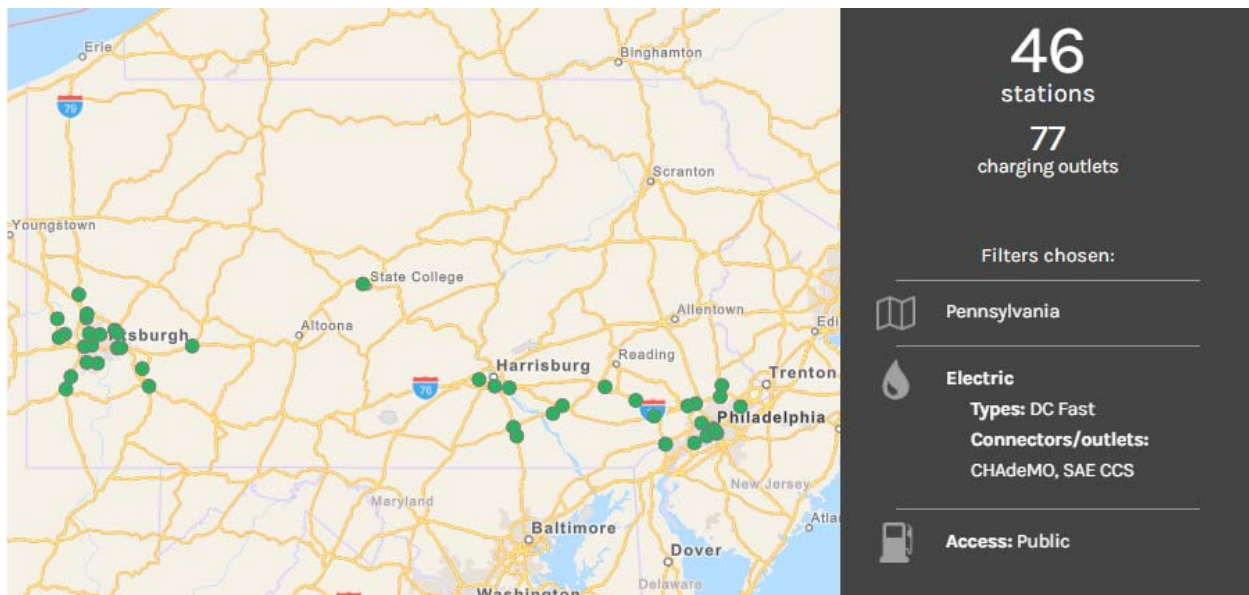 Erie
Binghamton
79
Scranton
Youngstown
State College
Allentown
Altoona
tsburgh
Edi
Harrisburg
Reading
76
Trenton
Philadelphia
New Jersey
Maryland
Baltimore
Atla
Dover
Delaware
Washington
46
stations
77
charging outlets
Filters chosen:
Pennsylvania
Electric
Types: DC Fast
Connectors/outlets:
CHAdeMO, SAE CCS
Access: Public